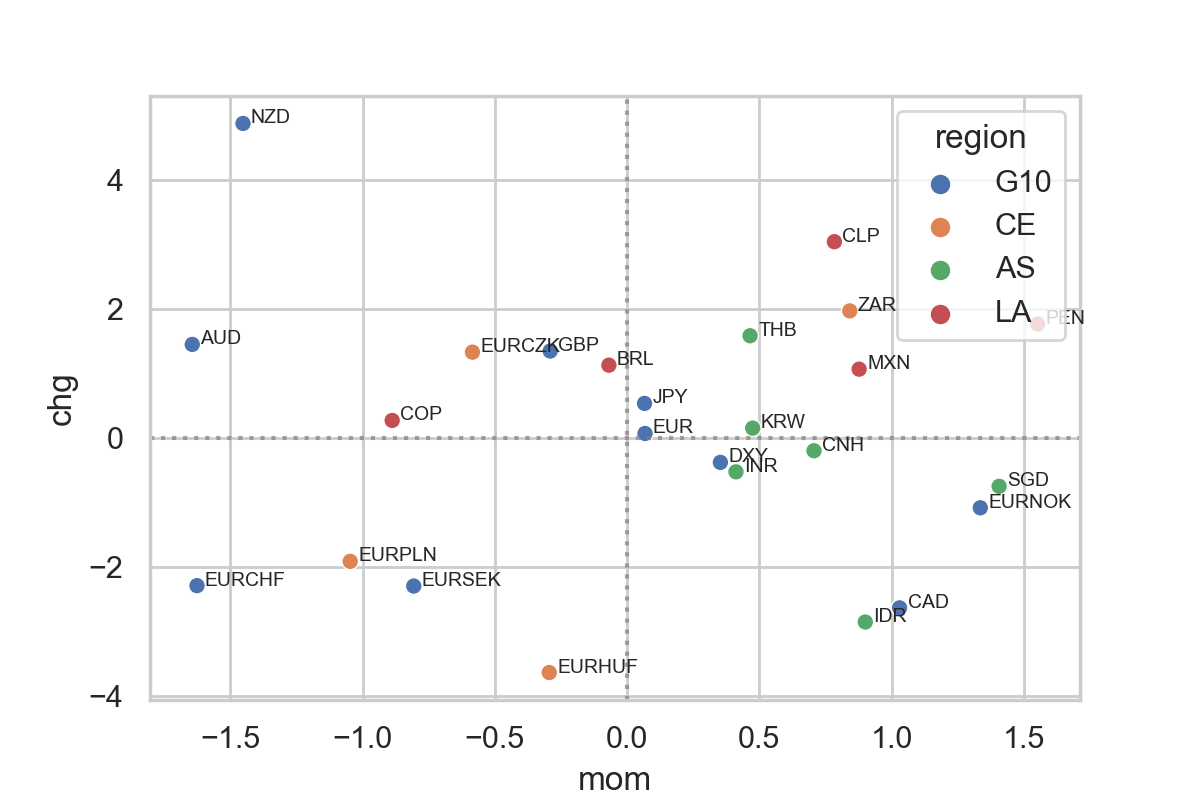 NZD
region
4
G10
CLP
CE
AS
2
ZAR
LA
PEN
AUD
THB
EURCZK
GBP
BRL
MXN
chg
JPY
COP
KRW
EUR
0
CNH
DXY
INR
SGD
EURNOK
EURPLN
−2
EURCHF
EURSEK
CAD
IDR
EURHUF
−4
−1.5
−1.0
−0.5
0.0
0.5
1.0
1.5
mom